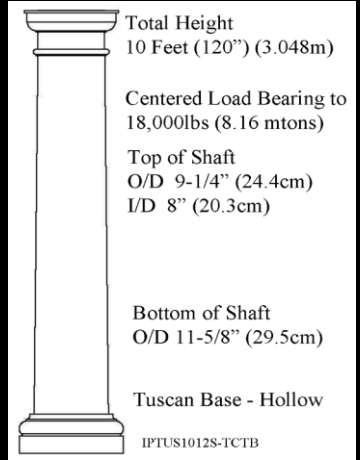 Total Height
10 Feet (120”) (3.048m)
Centered Load Bearing to
18,000lbs (8.16 mtons)
Top of Shaft
O/D 9-1/4” (24.4cm)
I/D 8” (20.3cm)
Bottom of Shaft
O/D 11-5/8” (29.5cm)
Tuscan Base - Hollow
IPTUS1012S-TCTB